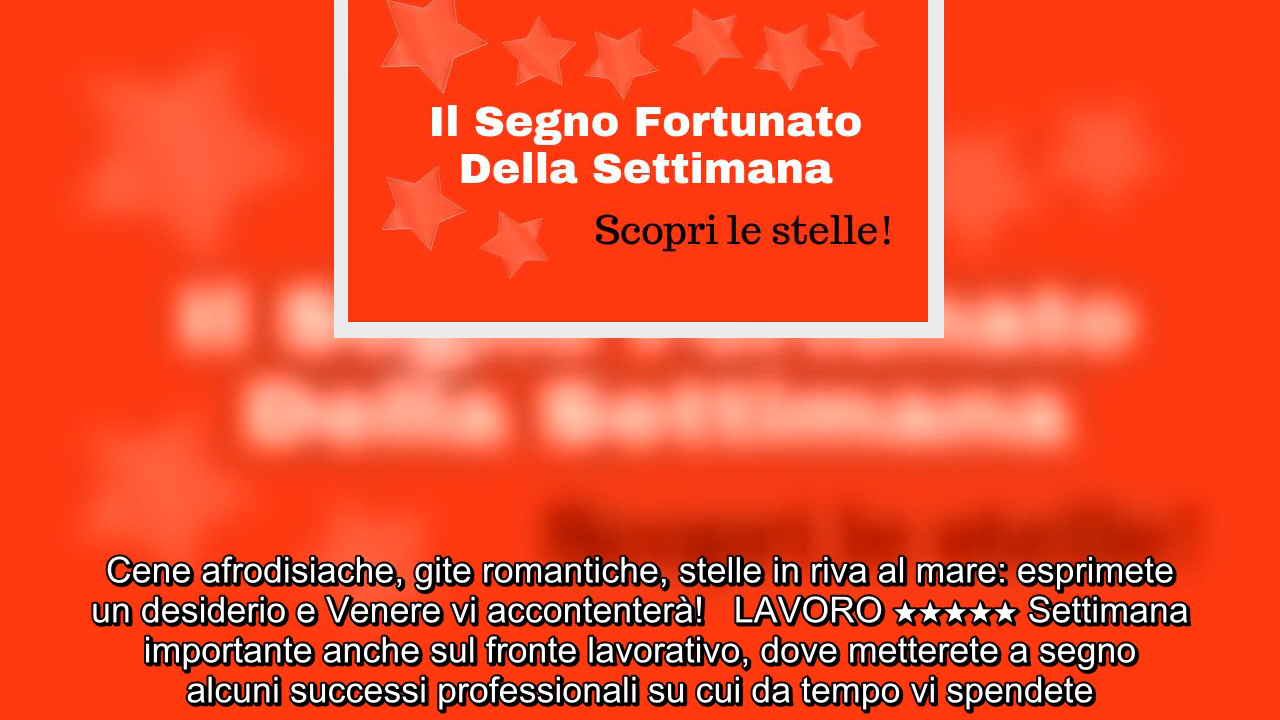 Il Segno Fortunato
Della Settimana
Scopri le stelle!
Cene afrodisiache, gite romantiche, stelle in riva al mare: esprimete
un desiderio e Venere vi accontenterà!   LAVORO ★★★★★ Settimana
importante anche sul fronte lavorativo, dove metterete a segno
alcuni successi professionali su cui da tempo vi spendete